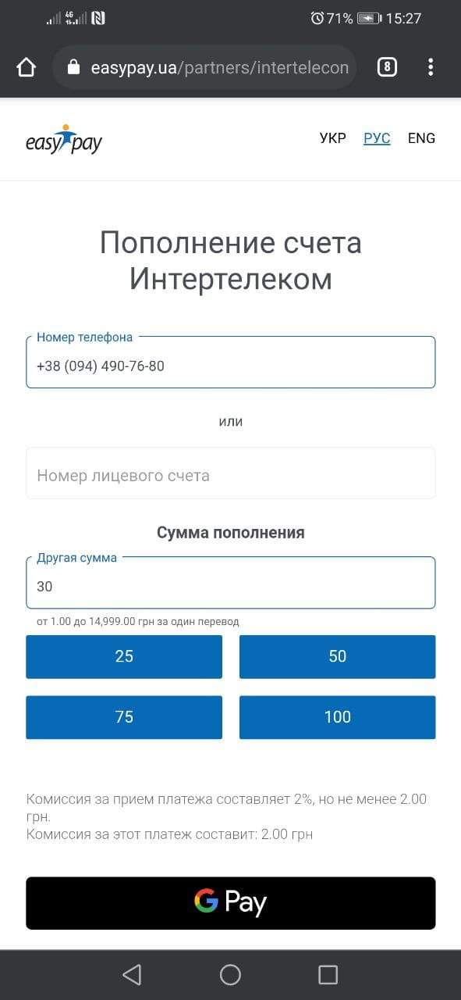 4G
71% 15:27
easypay.ua/partners/intertelecon
8
easypay
УКР РУС ENG
Пополнение счета
Интертелеком
Номер телефона
+38 (094) 490-76-80
или
Номер лицевого счета
Сумма пополнения
Другая сумма
30
от 1.00 до 14,999.00 грн за один перевод
25 50
75 100
Комиссия за прием платежа составляет 2%, но не менее 2.00
грн.
Комиссия за этот платеж составит: 2.00 грн
G Pay